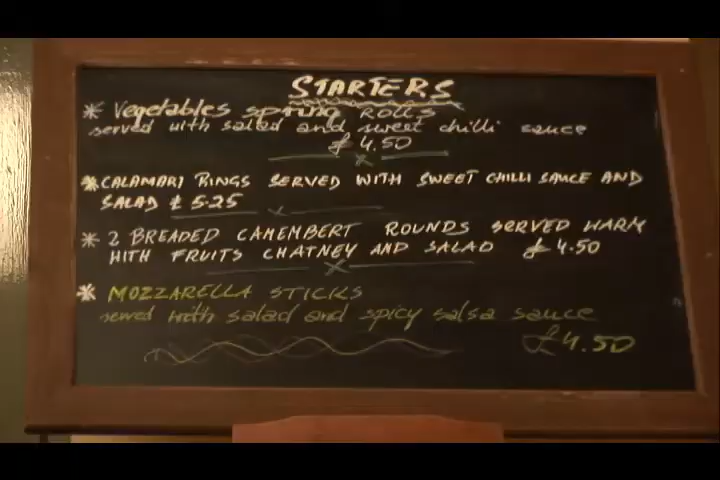 STARTERS
* Vegetables spring ROLLS
served with salad and sweet chilli sauce
£ 4.50
* CALAMARI RINGS SERVED WITH SWEET CHILLI SAUCE AND
SALAD £ 5.25
* 2 BREADED CAMEMBERT ROUNDS SERVED WARM
WITH FRUITS CHATNEY AND SALAD £ 4.50
* MOZZARELLA STICKS
served with salad and spicy salsa sauce
£4.50